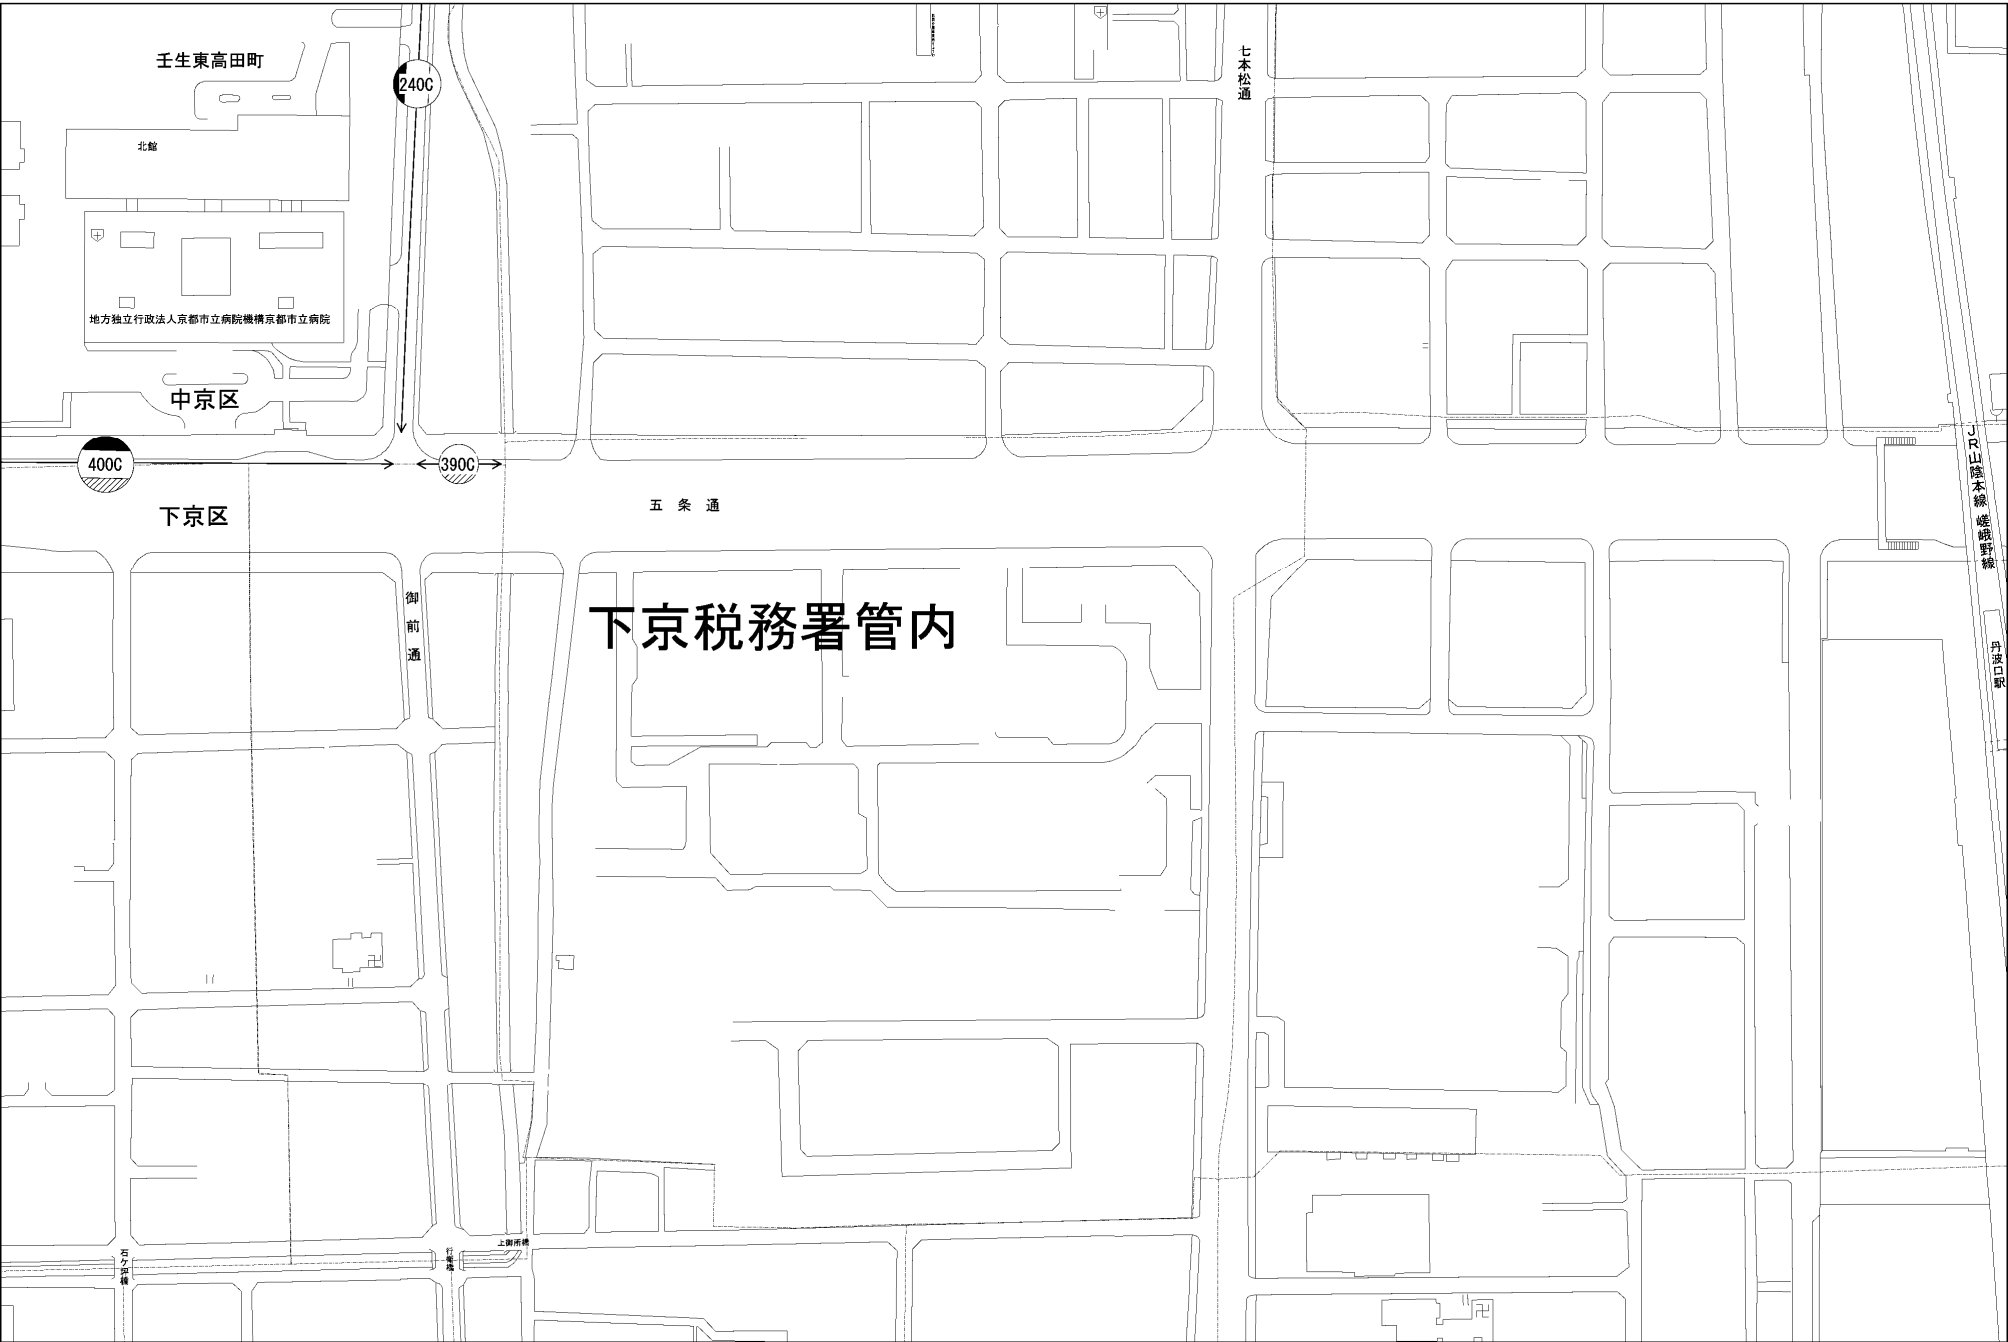 壬生東高田町
240C
七本松通
北館
地方独立行政法人京都市立病院機構京都市立病院
中京区
400C
390C
下京区
五条通
JR山陰本線 嵯峨野線
御前通
下京税務署管内
丹波口駅
上御所橋
石ケ坪橋